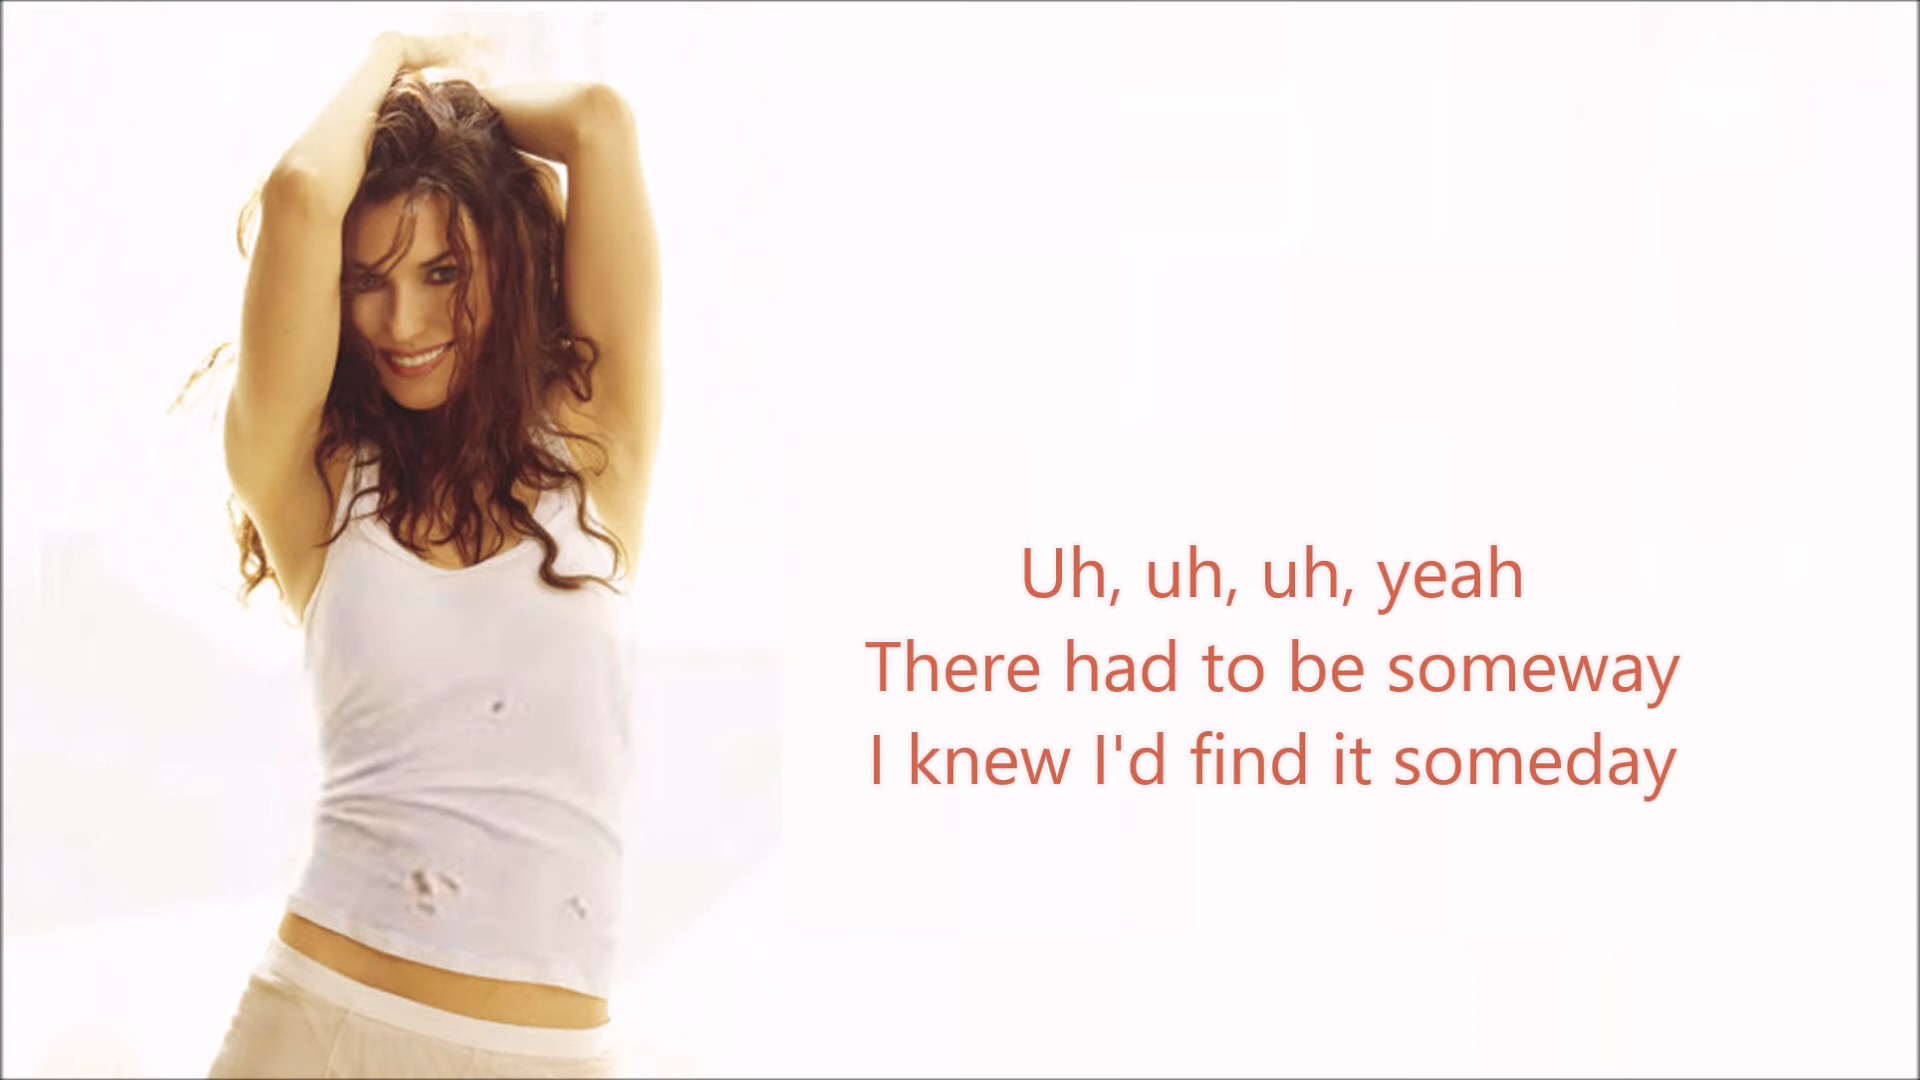 Uh, uh, uh, yeah
There had to be someway
I knew I'd find it someday